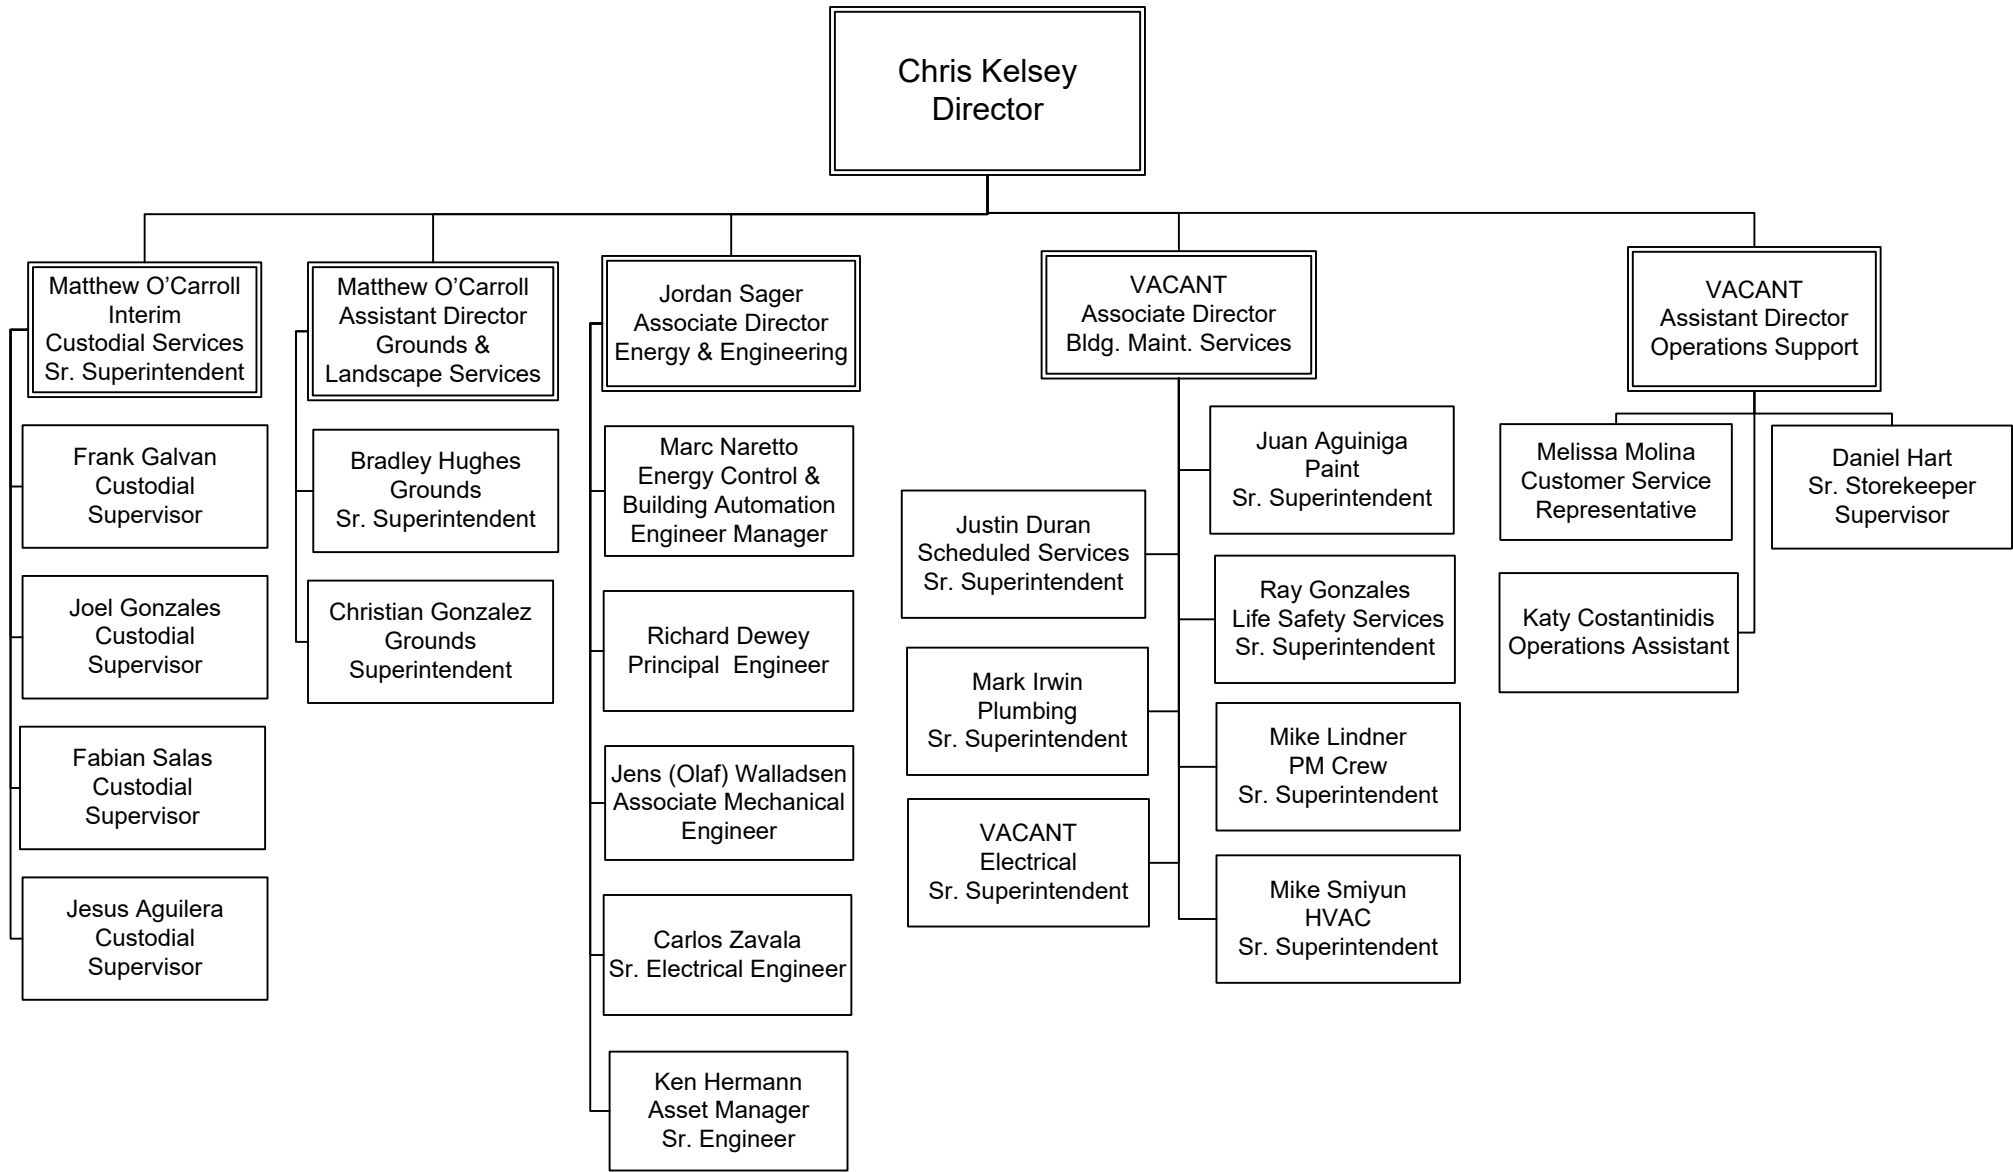 Chris Kelsey
Director
Matthew O’Carroll
Interim
Custodial Services
Sr. Superintendent
Frank Galvan
Custodial
Supervisor
Joel Gonzales
Custodial
Supervisor
Fabian Salas
Custodial
Supervisor
Jesus Aguilera
Custodial
Supervisor
Matthew O’Carroll
Assistant Director
Grounds &
Landscape Services
Bradley Hughes
Grounds
Sr. Superintendent
Christian Gonzalez
Grounds
Superintendent
Jordan Sager
Associate Director
Energy & Engineering
Marc Naretto
Energy Control &
Building Automation
Engineer Manager
Richard Dewey
Principal  Engineer
Jens (Olaf) Walladsen
Associate Mechanical
Engineer
Carlos Zavala
Sr. Electrical Engineer
Ken Hermann
Asset Manager
Sr. Engineer
VACANT
Associate Director
Bldg. Maint. Services
Justin Duran
Scheduled Services
Sr. Superintendent
Mark Irwin
Plumbing
Sr. Superintendent
VACANT
Electrical
Sr. Superintendent
Juan Aguiniga
Paint
Sr. Superintendent
Ray Gonzales
Life Safety Services
Sr. Superintendent
Mike Lindner
PM Crew
Sr. Superintendent
Mike Smiyun
HVAC
Sr. Superintendent
VACANT
Assistant Director
Operations Support
Melissa Molina
Customer Service
Representative
Daniel Hart
Sr. Storekeeper
Supervisor
Katy Costantinidis
Operations Assistant